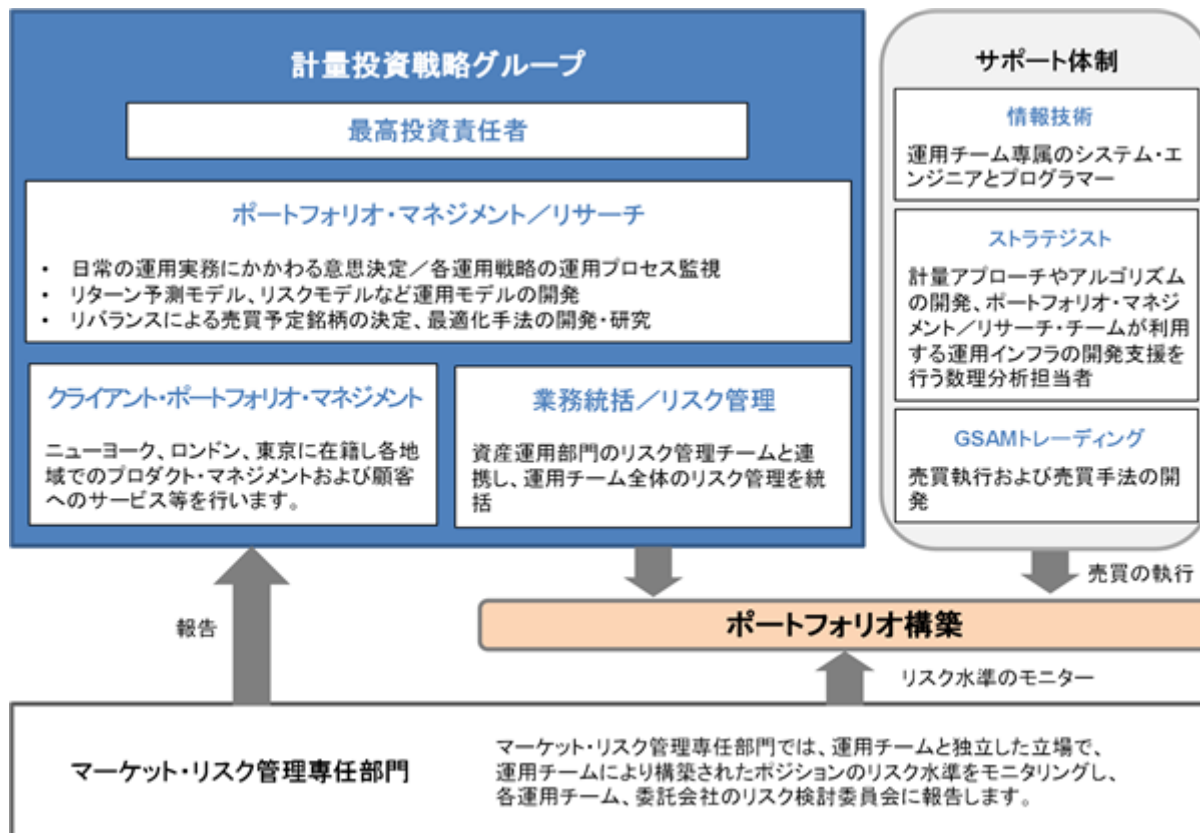 計量投資戦略グループ
最高投資責任者
ポートフォリオ・マネジメント／リサーチ
• 日常の運用実務にかかわる意思決定／各運用戦略の運用プロセス監視
• リターン予測モデル、リスクモデルなど運用モデルの開発
• リバランスによる売買予定銘柄の決定、最適化手法の開発・研究
クライアント・ポートフォリオ・マネジメント
ニューヨーク、ロンドン、東京に在籍し各地
域でのプロダクト・マネジメントおよび顧客
へのサービス等を行います。
業務統括／リスク管理
資産運用部門のリスク管理チームと連
携し、運用チーム全体のリスク管理を統
括
サポート体制
情報技術
運用チーム専属のシステム・エ
ンジニアとプログラマー
ストラテジスト
計量アプローチやアルゴリズム
の開発、ポートフォリオ・マネジ
メント／リサーチ・チームが利用
する運用インフラの開発支援を
行う数理分析担当者
GSAMトレーディング
売買執行および売買手法の開
発
売買の執行
ポートフォリオ構築
報告
リスク水準のモニター
マーケット・リスク管理専任部門
マーケット・リスク管理専任部門では、運用チームと独立した立場で、
運用チームにより構築されたポジションのリスク水準をモニタリングし、
各運用チーム、委託会社のリスク検討委員会に報告します。